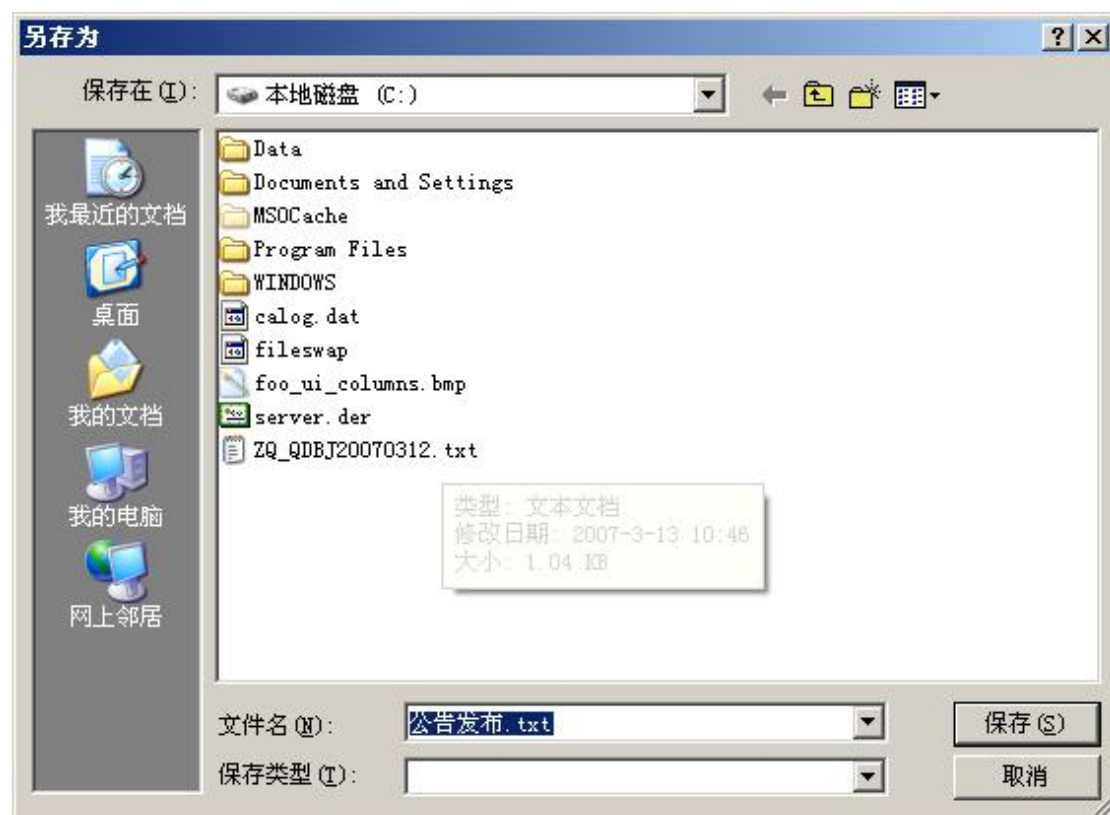 另存为
保存在(I):
本地磁盘 (C:)
我最近的文档
桌面
我的文档
我的电脑
网上邻居
Data
Documents and Settings
MSOCache
Program Files
WINDOWS
calog.dat
fileswap
foo_ui_columns.bmp
server.der
ZQ_QDBJ20070312.txt
类型: 文本文档
修改日期: 2007-3-13 10:46
大小: 1.04 KB
文件名(N):
公告发布.txt
保存(S)
保存类型(T):
取消